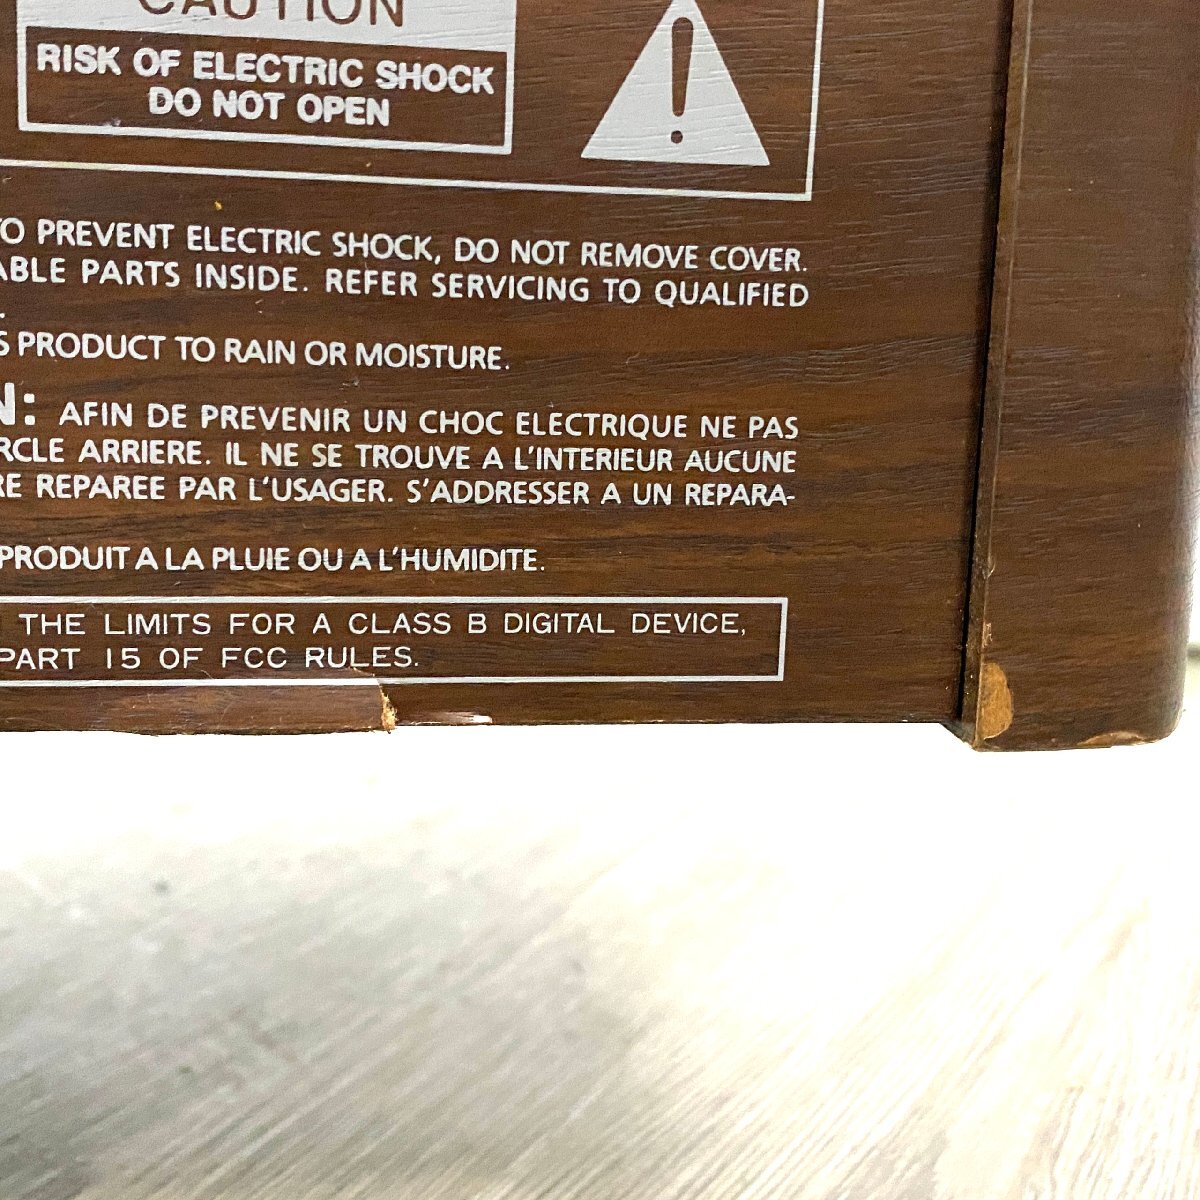 CAUTION
RISK OF ELECTRIC SHOCK
DO NOT OPEN
TO PREVENT ELECTRIC SHOCK, DO NOT REMOVE COVER.
ABLE PARTS INSIDE. REFER SERVICING TO QUALIFIED
S PRODUCT TO RAIN OR MOISTURE.
N: AFIN DE PREVENIR UN CHOC ELECTRIQUE NE PAS
RCLE ARRIERE. IL NE SE TROUVE A L'INTERIEUR AUCUNE
RE REPAREE PAR L'USAGER. S'ADDRESSER A UN REPARA-
PRODUIT A LA PLUIE OU A L'HUMIDITE.
THE LIMITS FOR A CLASS B DIGITAL DEVICE,
PART 15 OF FCC RULES.